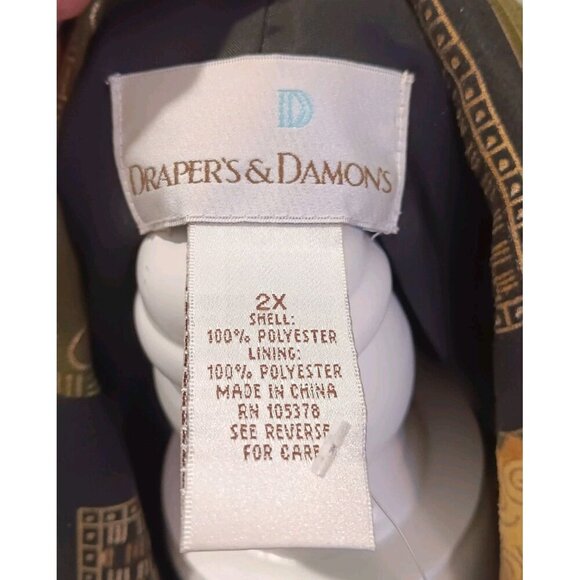 D
DRAPER'S & DAMON'S
2X
SHELL:
100% POLYESTER
LINING:
100% POLYESTER
MADE IN CHINA
RN 105378
SEE REVERSE
FOR CARE